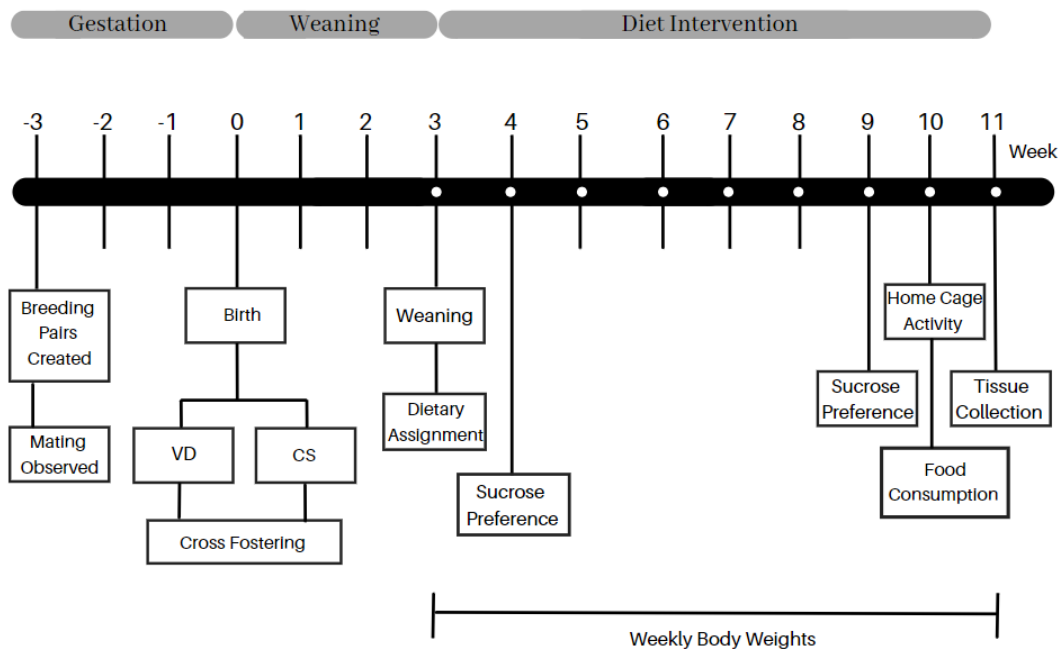 Gestation
Weaning
Diet Intervention
-3 -2 -1 0 1 2 3 4 5 6 7 8 9 10 11
Week
Breeding
Pairs
Created
Mating
Observed
Birth
VD
CS
Cross Fostering
Weaning
Dietary
Assignment
Sucrose
Preference
Sucrose
Preference
Home Cage
Activity
Food
Consumption
Tissue
Collection
Weekly Body Weights